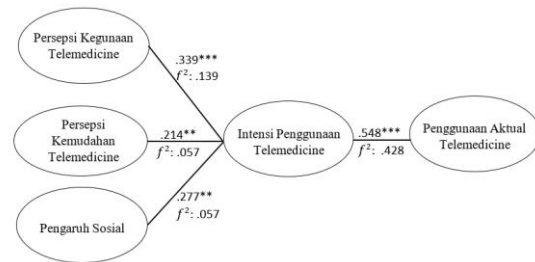 Persepsi Kegunaan
Telemedicine
.339***
f²: .139
Persepsi
Kemudahan
Telemedicine
.214**
f²: .057
Intensi Penggunaan
Telemedicine
.548***
f²: .428
Penggunaan Aktual
Telemedicine
.277**
f²: .057
Pengaruh Sosial